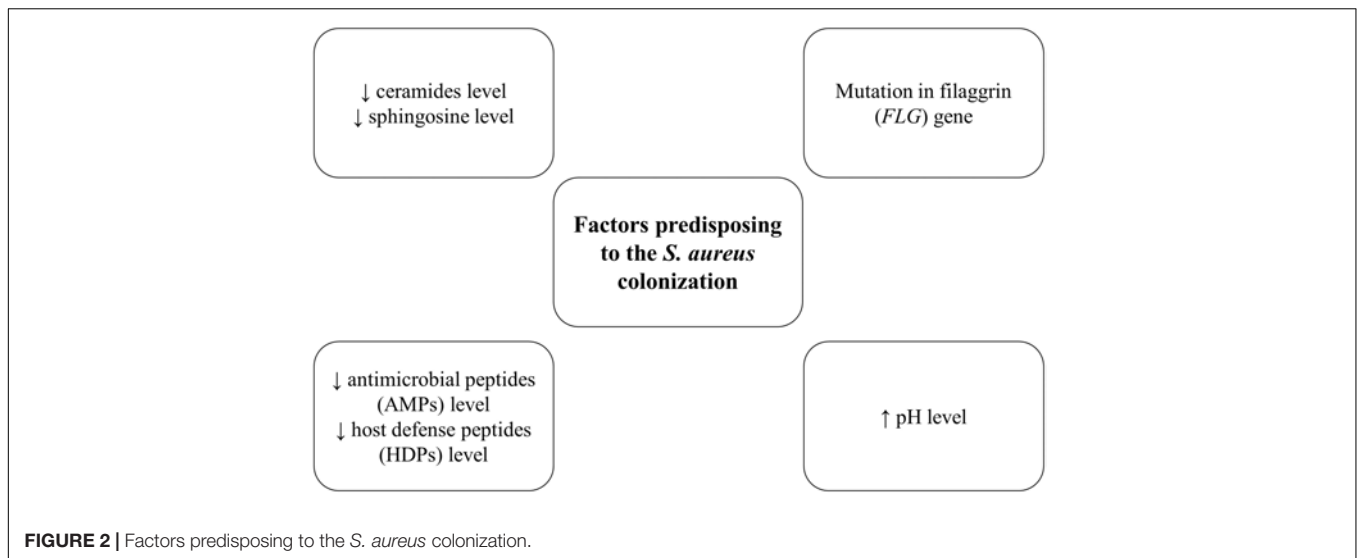 ↓ ceramides level
↓ sphingosine level
Mutation in filaggrin
(FLG) gene
Factors predisposing
to the S. aureus
colonization
↓ antimicrobial peptides
(AMPs) level
↓ host defense peptides
(HDPs) level
↑ pH level
FIGURE 2 | Factors predisposing to the S. aureus colonization.